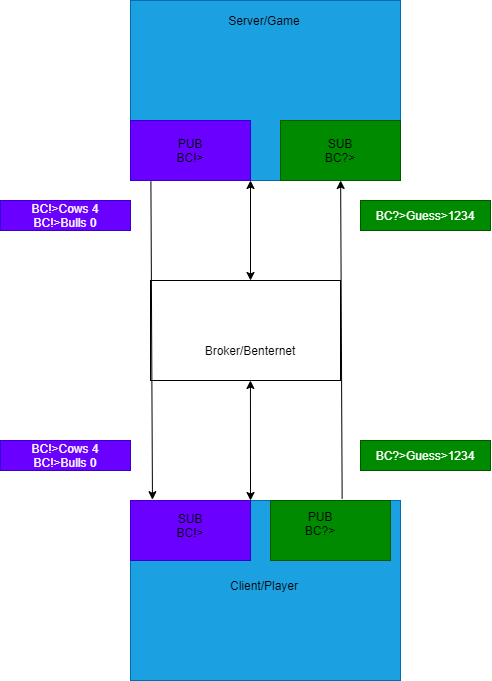 Server/Game
PUB
BC!>
SUB
BC?>
BC!>Cows 4
BC!>Bulls 0
BC?>Guess>1234
Broker/Benternet
BC!>Cows 4
BC!>Bulls 0
BC?>Guess>1234
SUB
BC!>
PUB
BC?>
Client/Player